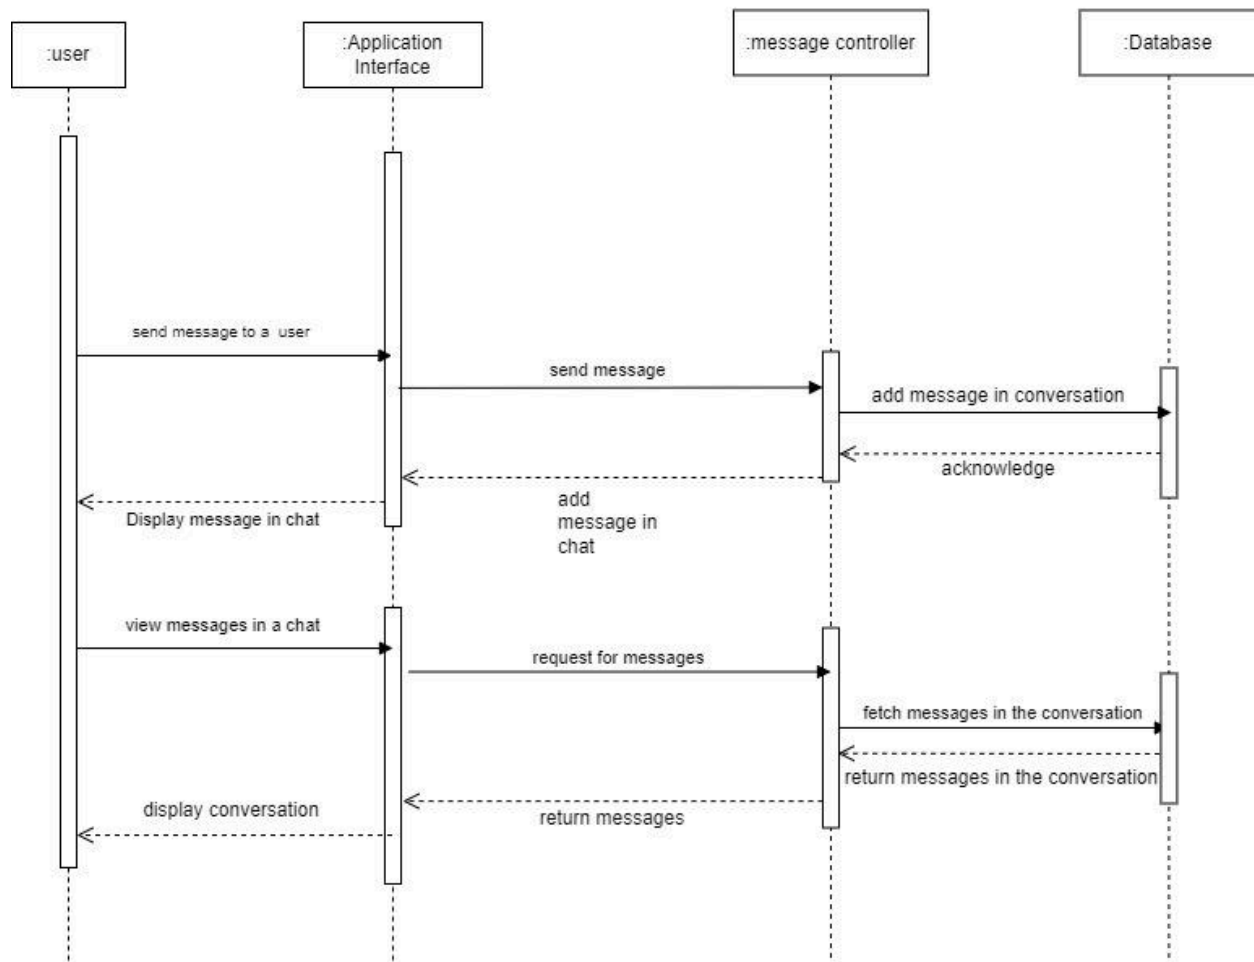 :user
:Application
Interface
:message controller
:Database
send message to a user
send message
add message in conversation
acknowledge
add
message in
chat
Display message in chat
view messages in a chat
request for messages
fetch messages in the conversation
return messages in the conversation
return messages
display conversation